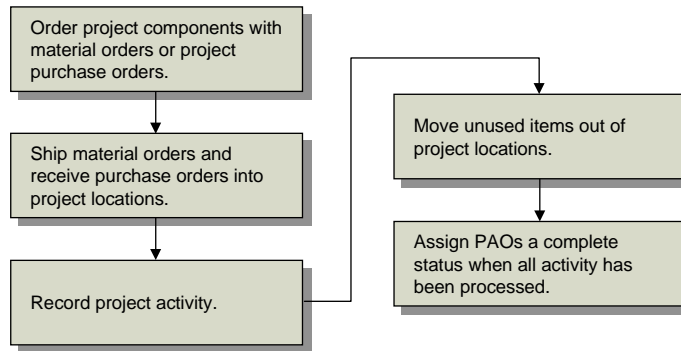 Order project components with
material orders or project
purchase orders.
Ship material orders and
receive purchase orders into
project locations.
Record project activity.
Move unused items out of
project locations.
Assign PAOs a complete
status when all activity has
been processed.